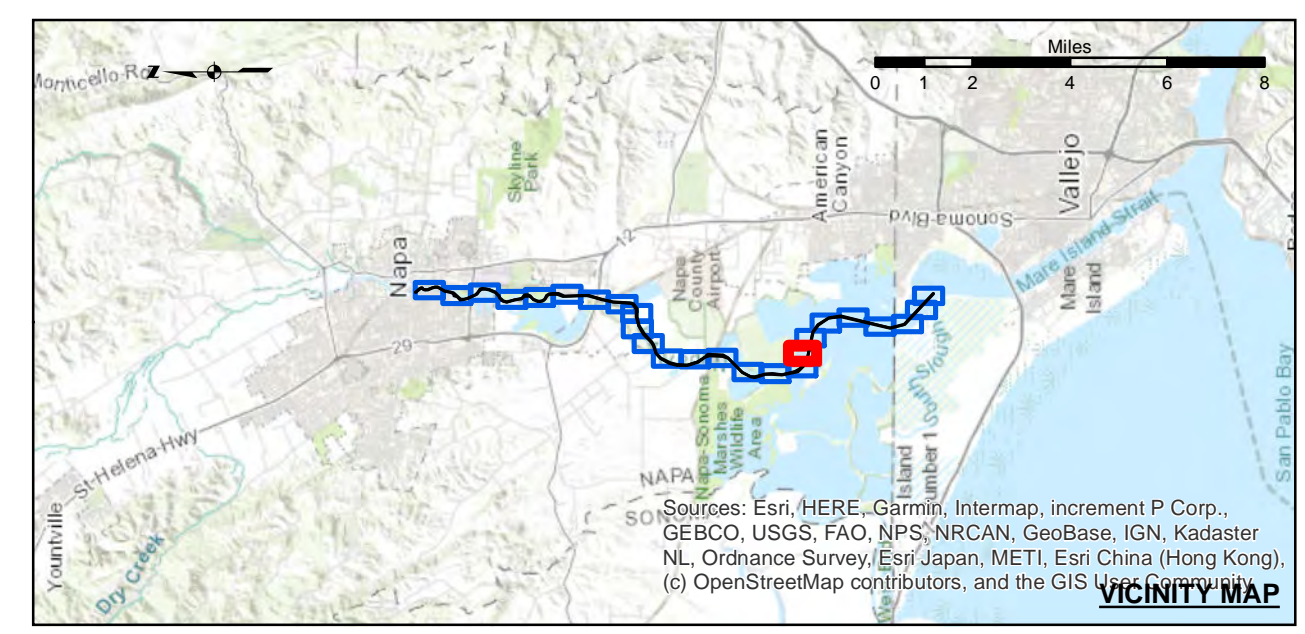 Miles
0 1 2 4 6 8
Monticello-Rd
Z
Skyline
Park
American
Canyon
Vallejo
Sonoma Blvd
Mare Island Strait
Napa
12
Napa
County
Airport
Mare
Island
29
South Slough
San Pablo Bay
Napa-Sonoma
Marshes
Wildlife
Area
Island
Number 1
St-Helena-Hwy
NAPA
SONOMA
Yountville
Dry Creek
Sources: Esri, HERE, Garmin, Intermap, increment P Corp.,
GEBCO, USGS, FAO, NPS, NRCAN, GeoBase, IGN, Kadaster
NL, Ordnance Survey, Esri Japan, METI, Esri China (Hong Kong),
(c) OpenStreetMap contributors, and the GIS User Community
VICINITY MAP